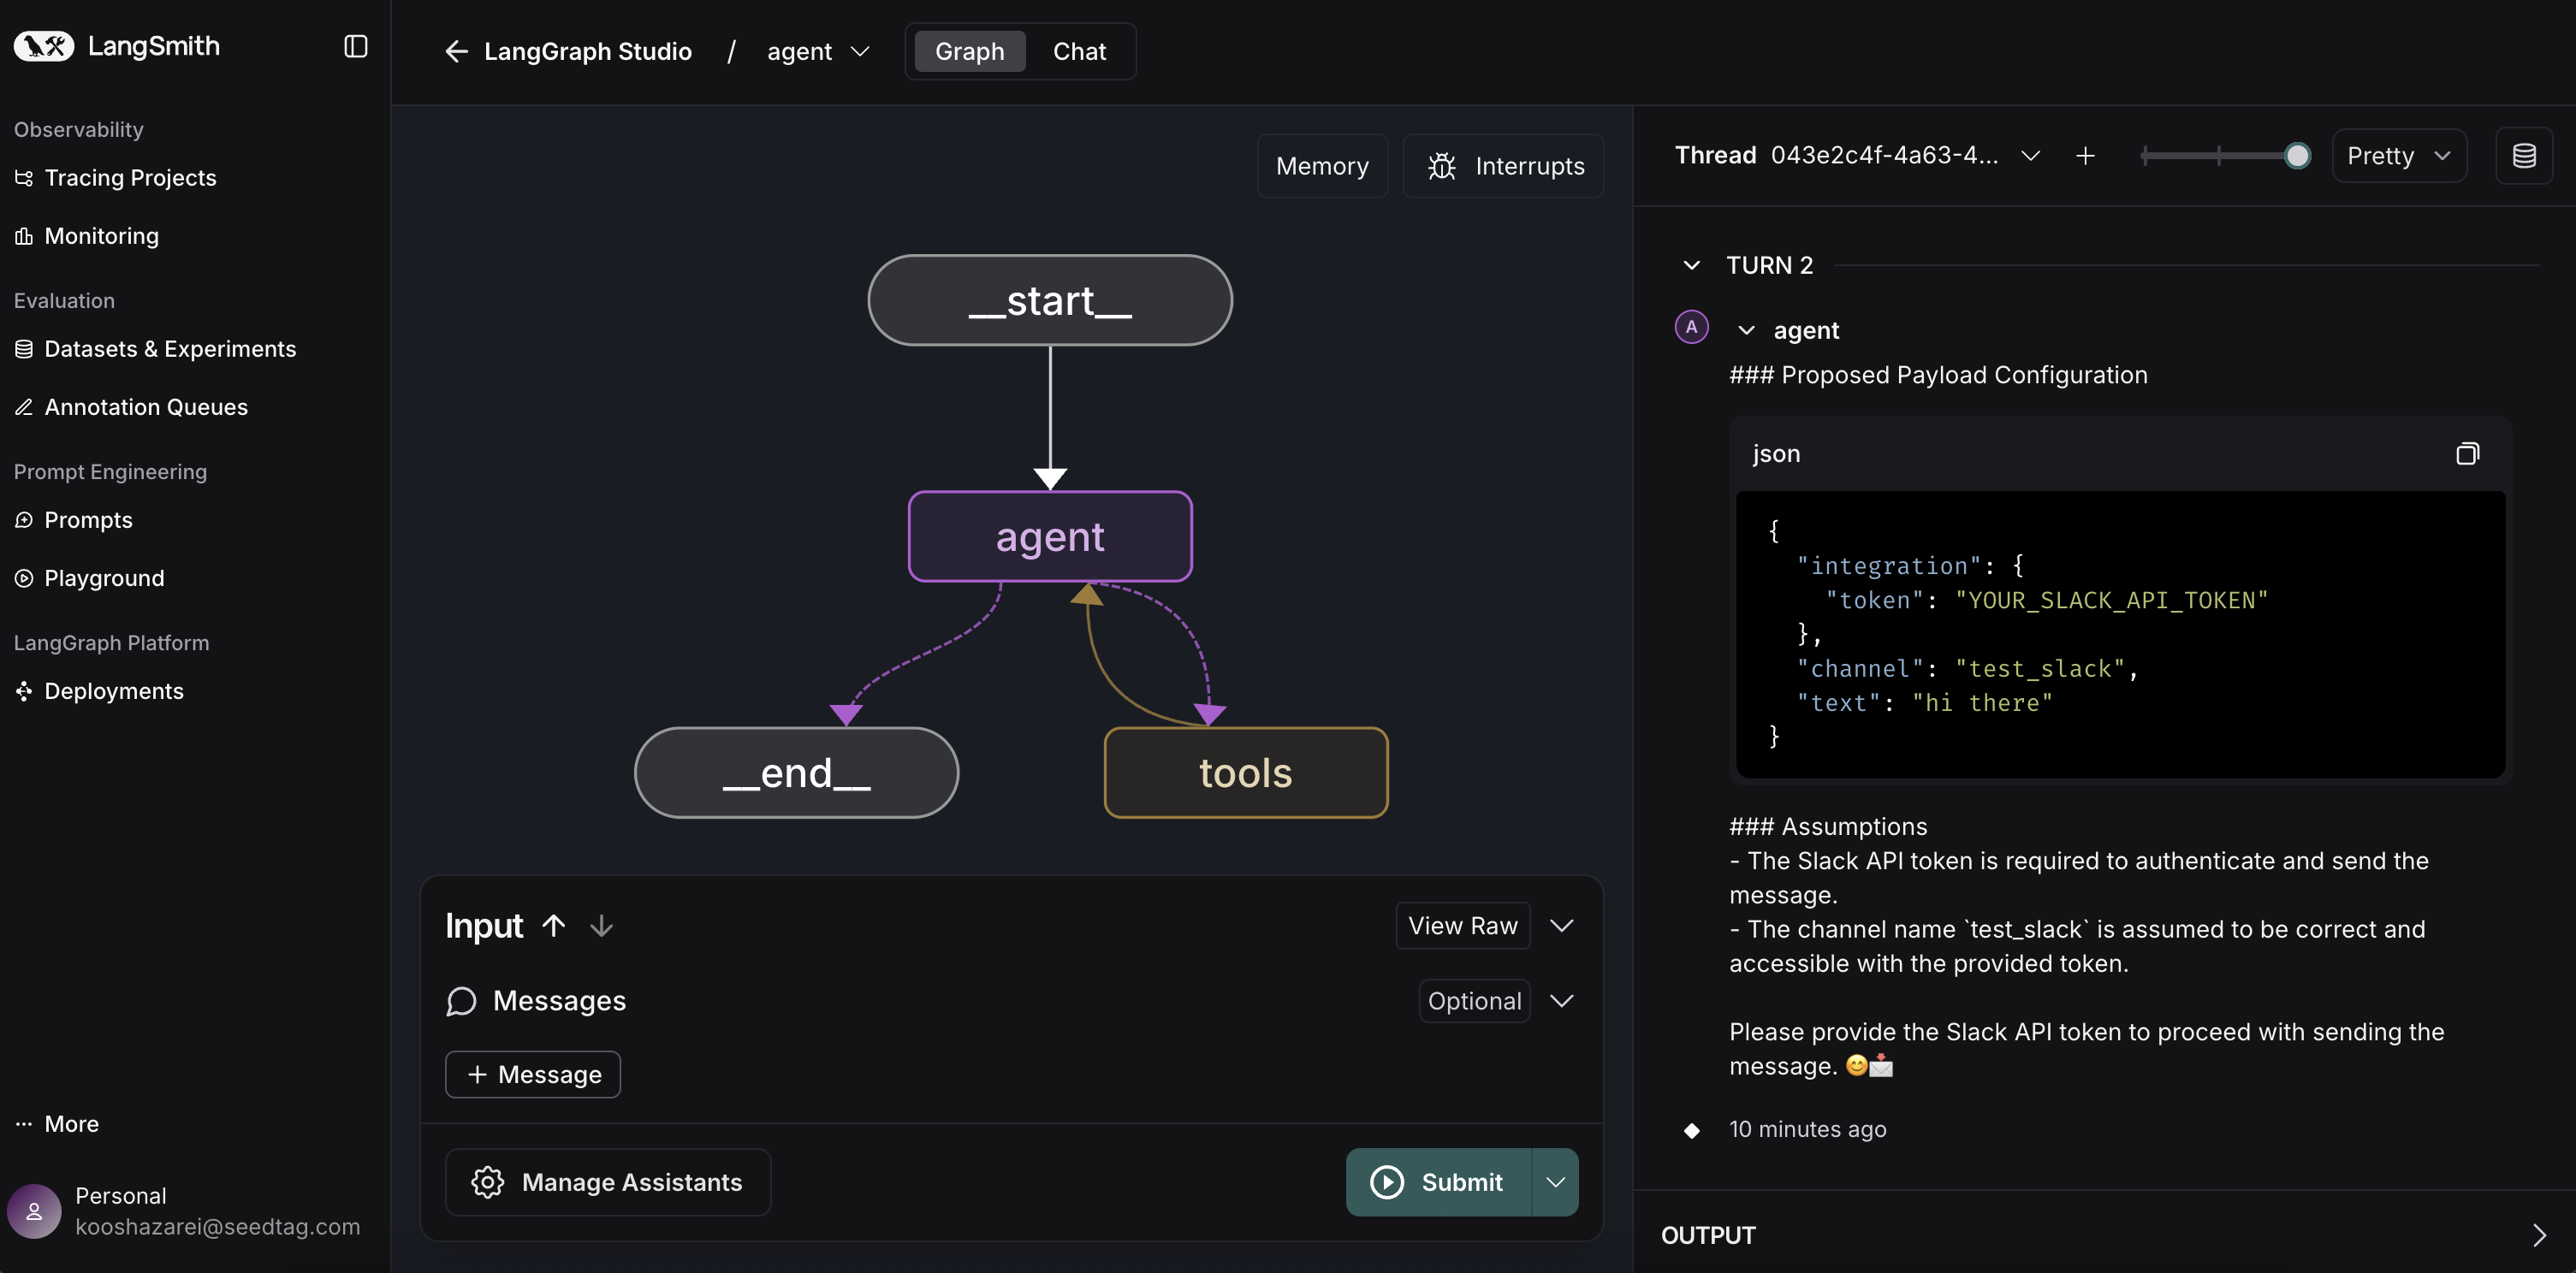 LangSmith
Observability
Tracing Projects
Monitoring
Evaluation
Datasets & Experiments
Annotation Queues
Prompt Engineering
Prompts
Playground
LangGraph Platform
Deployments
More
Personal
kooshazarei@seedtag.com
LangGraph Studio / agent
Graph Chat
Memory
Interrupts
__start__
agent
__end__
tools
Input
View Raw
Messages
Optional
+ Message
Manage Assistants
Submit
Thread 043e2c4f-4a63-4...
+
Pretty
TURN 2
A agent
### Proposed Payload Configuration
json
{
"integration": {
"token": "YOUR_SLACK_API_TOKEN"
},
"channel": "test_slack",
"text": "hi there"
}
### Assumptions
- The Slack API token is required to authenticate and send the
message.
- The channel name `test_slack` is assumed to be correct and
accessible with the provided token.
Please provide the Slack API token to proceed with sending the
message. 😊📩
10 minutes ago
OUTPUT